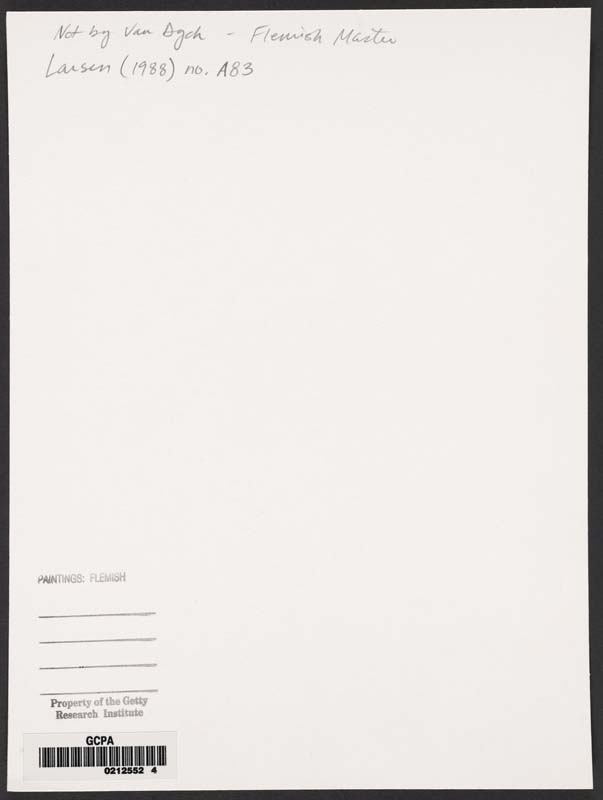 Not by Van Dyck - Flemish Master
Larsen (1988) no. A83
PAINTINGS: FLEMISH
Property of the Getty
Research Institute
GCPA
0212552 4